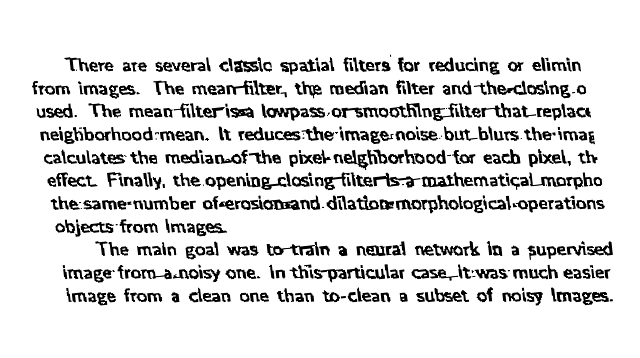 There are several classic spatial filters for reducing or elimin
from images. The mean filter, the median filter and the closing o
used. The mean filter is a lowpass or smoothing filter that replac
neighborhood mean. It reduces the image noise but blurs the imag
calculates the median of the pixel neighborhood for each pixel, th
effect. Finally, the opening closing filter is a mathematical morpho
the same number of erosion and dilation morphological operations
objects from images.
The main goal was to train a neural network in a supervised
image from a noisy one. In this particular case, it was much easier
image from a clean one than to clean a subset of noisy images.